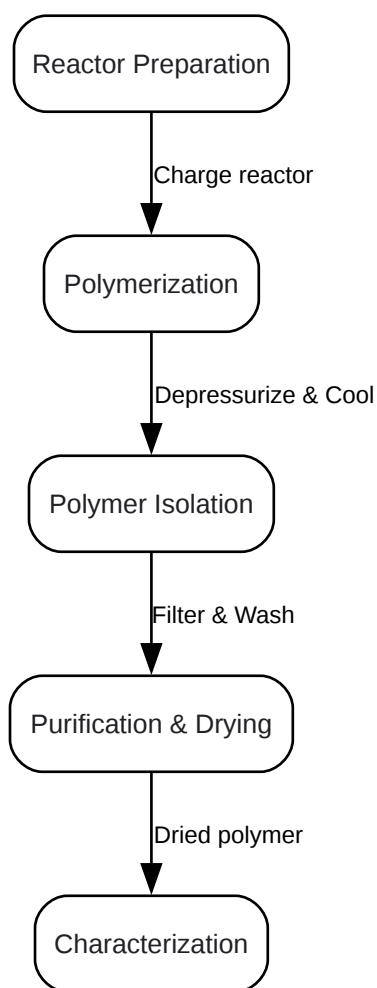 Reactor Preparation
Charge reactor
Polymerization
Depressurize & Cool
Polymer Isolation
Filter & Wash
Purification & Drying
Dried polymer
Characterization